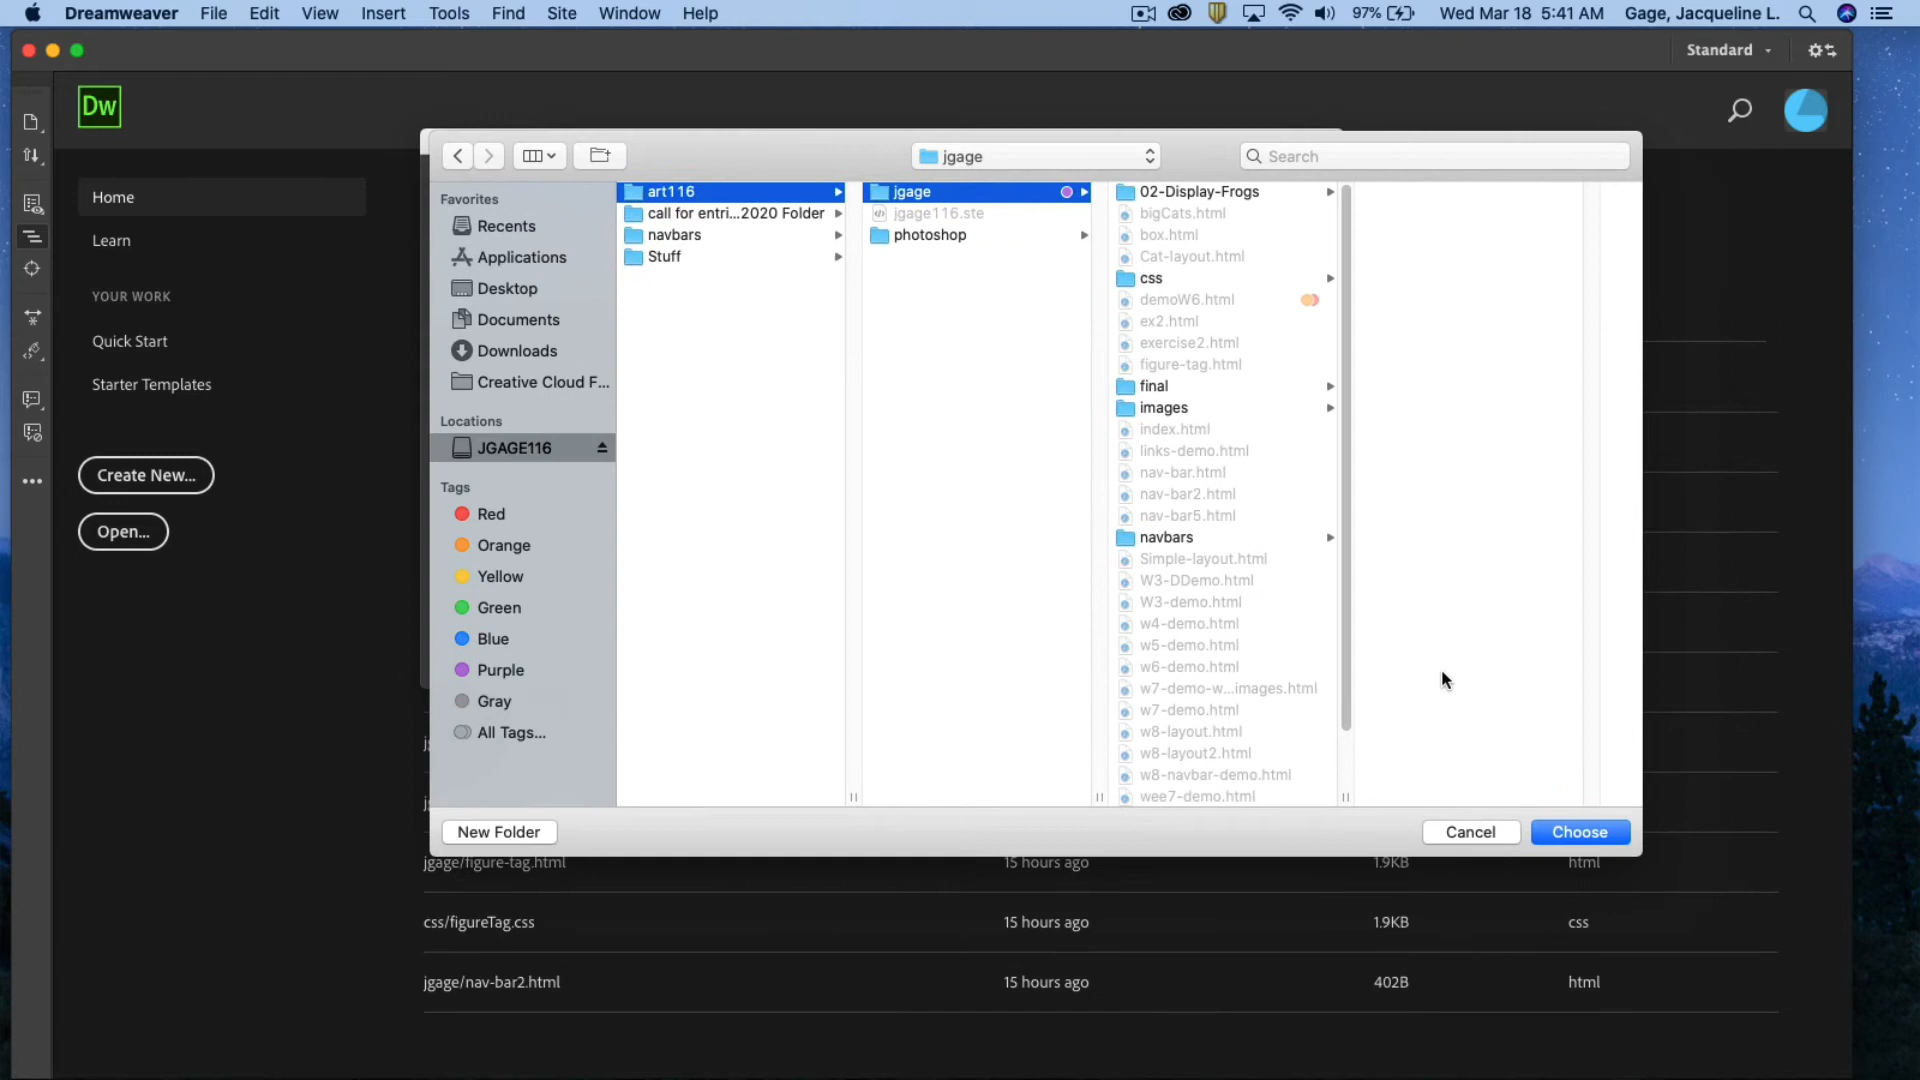 Dreamweaver File Edit View Insert Tools Find Site Window Help 97% Wed Mar 18 5:41 AM Gage, Jacqueline L.
Standard
Dw
jgage
Search
Home
Learn
YOUR WORK
Quick Start
Starter Templates
Create New...
Open...
Favorites
Recents
Applications
Desktop
Documents
Downloads
Creative Cloud F...
Locations
JGAGE116
Tags
Red
Orange
Yellow
Green
Blue
Purple
Gray
All Tags...
art116
call for entri...2020 Folder
navbars
Stuff
jgage
jgage116.ste
photoshop
02-Display-Frogs
bigCats.html
box.html
Cat-layout.html
css
demoW6.html
ex2.html
exercise2.html
figure-tag.html
final
images
index.html
links-demo.html
nav-bar.html
nav-bar2.html
nav-bar5.html
navbars
Simple-layout.html
W3-DDemo.html
W3-demo.html
w4-demo.html
w5-demo.html
w6-demo.html
w7-demo-w...images.html
w7-demo.html
w8-layout.html
w8-layout2.html
w8-navbar-demo.html
wee7-demo.html
New Folder
Cancel
Choose
jgage/figure-tag.html 15 hours ago 1.9KB html
css/figureTag.css 15 hours ago 1.9KB css
jgage/nav-bar2.html 15 hours ago 402B html